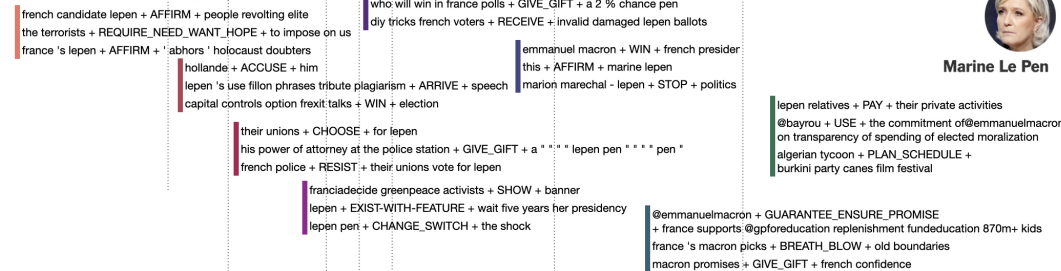 who will win in france polls + GIVE_GIFT + a 2 % chance pen
diy tricks french voters + RECEIVE + invalid damaged lepen ballots
french candidate lepen + AFFIRM + people revolting elite
the terrorists + REQUIRE_NEED_WANT_HOPE + to impose on us
france 's lepen + AFFIRM + ' abhors ' holocaust doubters
emmanuel macron + WIN + french presider
this + AFFIRM + marine lepen
marion marechal - lepen + STOP + politics
Marine Le Pen
hollande + ACCUSE + him
lepen 's use fillon phrases tribute plagiarism + ARRIVE + speech
capital controls option frexit talks + WIN + election
lepen relatives + PAY + their private activities
@bayrou + USE + the commitment of@emmanuelmacron
on transparency of spending of elected moralization
algerian tycoon + PLAN_SCHEDULE +
burkini party canes film festival
their unions + CHOOSE + for lepen
his power of attorney at the police station + GIVE_GIFT + a " " " " lepen pen " " " " pen "
french police + RESIST + their unions vote for lepen
franciadecide greenpeace activists + SHOW + banner
lepen + EXIST-WITH-FEATURE + wait five years her presidency
lepen pen + CHANGE_SWITCH + the shock
@emmanuelmacron + GUARANTEE_ENSURE_PROMISE
+ france supports @gpforeducation replenishment fundeducation 870m+ kids
france 's macron picks + BREATH_BLOW + old boundaries
macron promises + GIVE_GIFT + french confidence